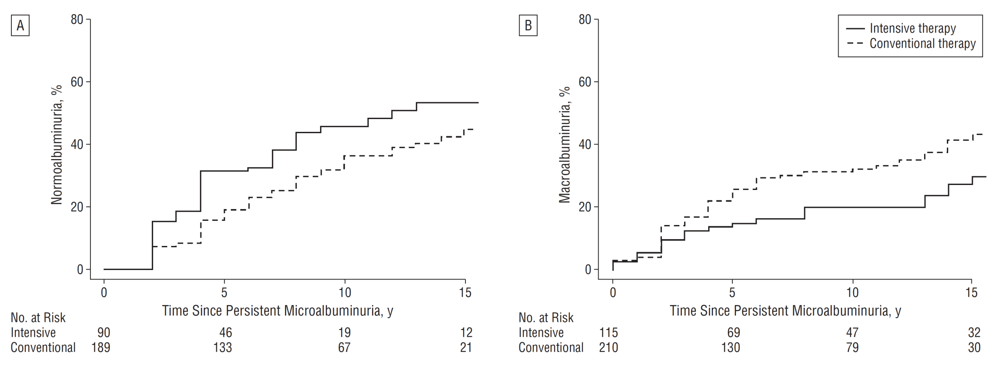 A
80
60
40
20
0
Normoalbuminuria, %
0 5 10 15
Time Since Persistent Microalbuminuria, y
No. at Risk
Intensive 90 46 19 12
Conventional 189 133 67 21
B
80
60
40
20
0
Macroalbuminuria, %
Intensive therapy
Conventional therapy
0 5 10 15
Time Since Persistent Microalbuminuria, y
No. at Risk
Intensive 115 69 47 32
Conventional 210 130 79 30